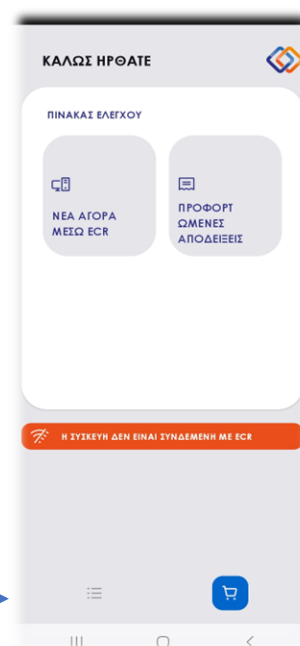 ΚΑΛΩΣ ΗΡΘΑΤΕ
ΠΙΝΑΚΑΣ ΕΛΕΓΧΟΥ
ΝΕΑ ΑΓΟΡΑ
ΜΕΣΩ ECR
ΠΡΟΦΟΡΤ
ΩΜΕΝΕΣ
ΑΠΟΔΕΙΞΕΙΣ
Η ΣΥΣΚΕΥΗ ΔΕΝ ΕΙΝΑΙ ΣΥΝΔΕΜΕΝΗ ΜΕ ECR